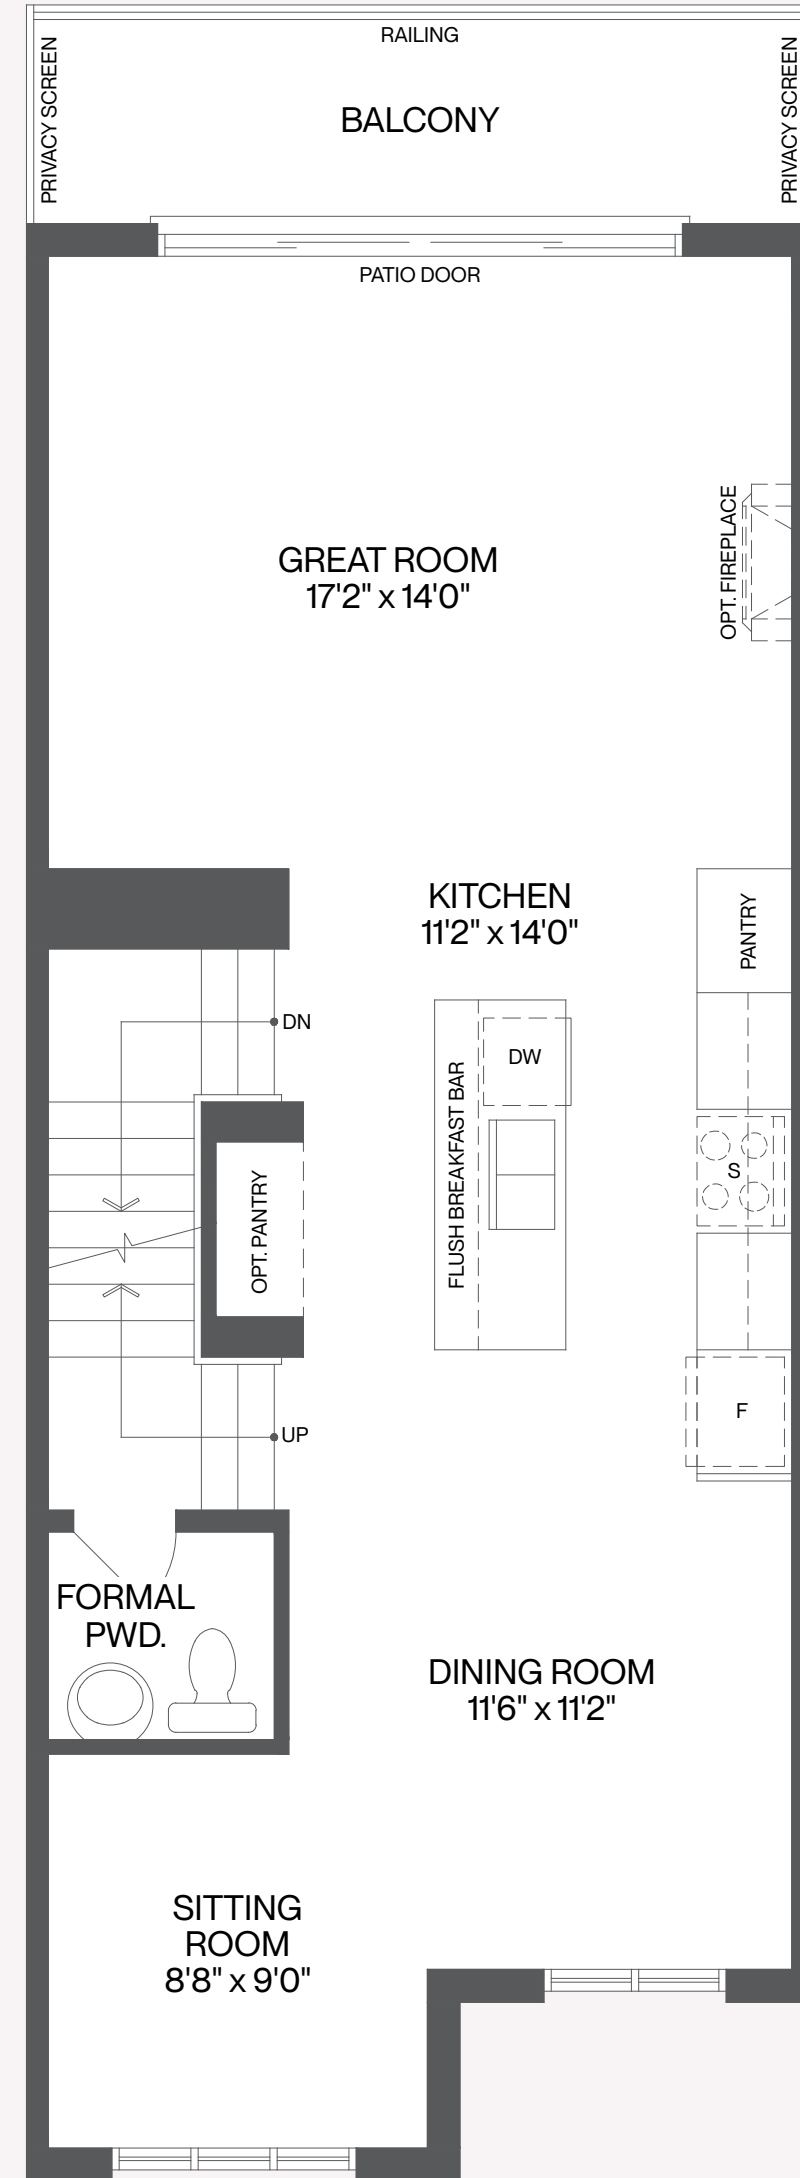 RAILING
PRIVACY SCREEN
PRIVACY SCREEN
BALCONY
PATIO DOOR
OPT. FIREPLACE
GREAT ROOM
17'2" x 14'0"
KITCHEN
11'2" x 14'0"
PANTRY
DN
DW
FLUSH BREAKFAST BAR
S
OPT. PANTRY
F
UP
FORMAL
PWD.
DINING ROOM
11'6" x 11'2"
SITTING
ROOM
8'8" x 9'0"